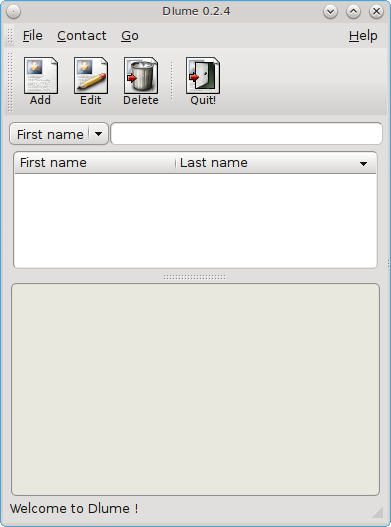 Dlume 0.2.4
File Contact Go Help
Add Edit Delete Quit!
First name
First name Last name
Welcome to Dlume !